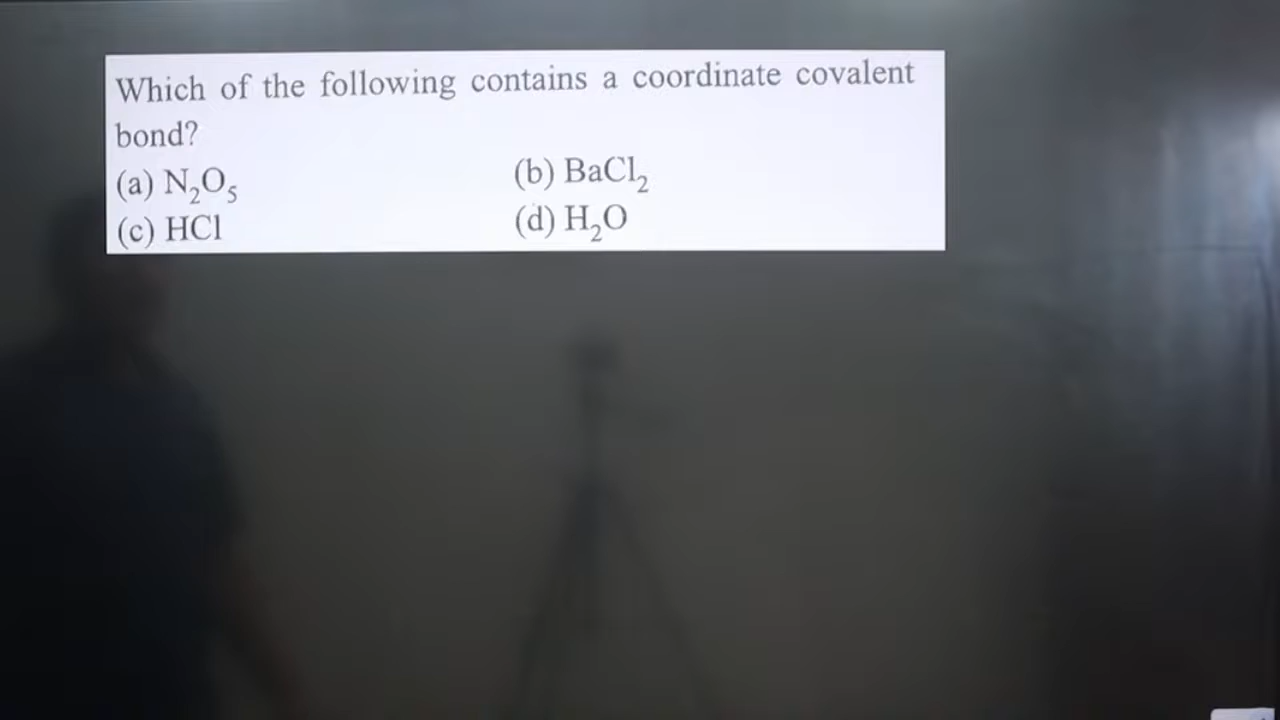 Which of the following contains a coordinate covalent
bond?
(a) N₂O₅ (b) BaCl₂
(c) HCl (d) H₂O